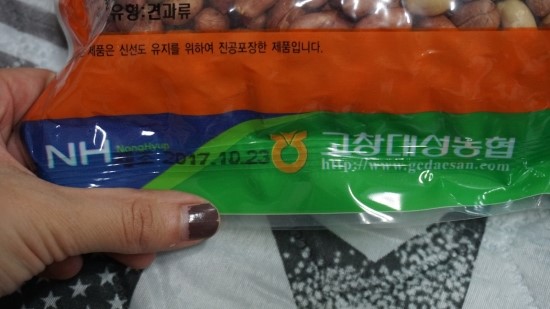 유형:견과류
제품은 신선도 유지를 위하여 진공포장한 제품입니다.
NH NongHyup
2017.10.23
고창대성농협
http://www.gcdaesan.com